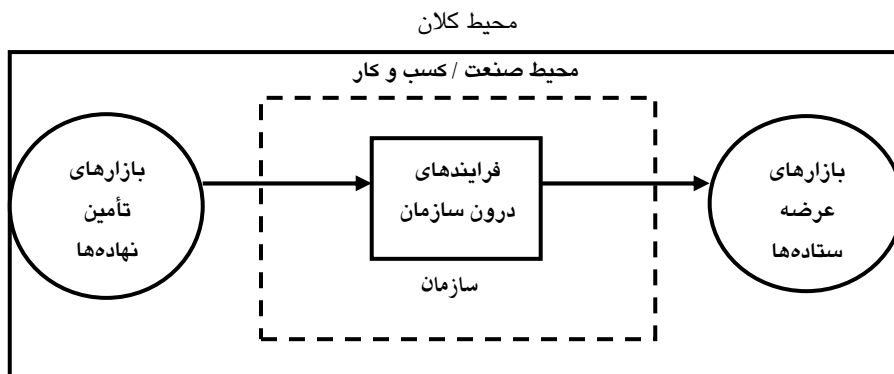 محیط کلان
محیط صنعت / کسب و کار
بازارهای
تأمین
نهاده‌ها
فرایندهای
درون سازمان
سازمان
بازارهای
عرضه
ستاده‌ها